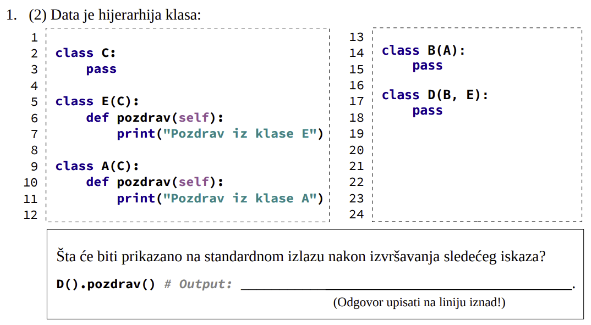 1. (2) Data je hijerarhija klasa:
1
2 class C:
3     pass
4
5 class E(C):
6     def pozdrav(self):
7         print("Pozdrav iz klase E")
8
9 class A(C):
10     def pozdrav(self):
11         print("Pozdrav iz klase A")
12
13
14 class B(A):
15     pass
16
17 class D(B, E):
18     pass
19
20
21
22
23
24
Šta će biti prikazano na standardnom izlazu nakon izvršavanja sledećeg iskaza?
D().pozdrav() # Output: ______________________.
(Odgovor upisati na liniju iznad!)